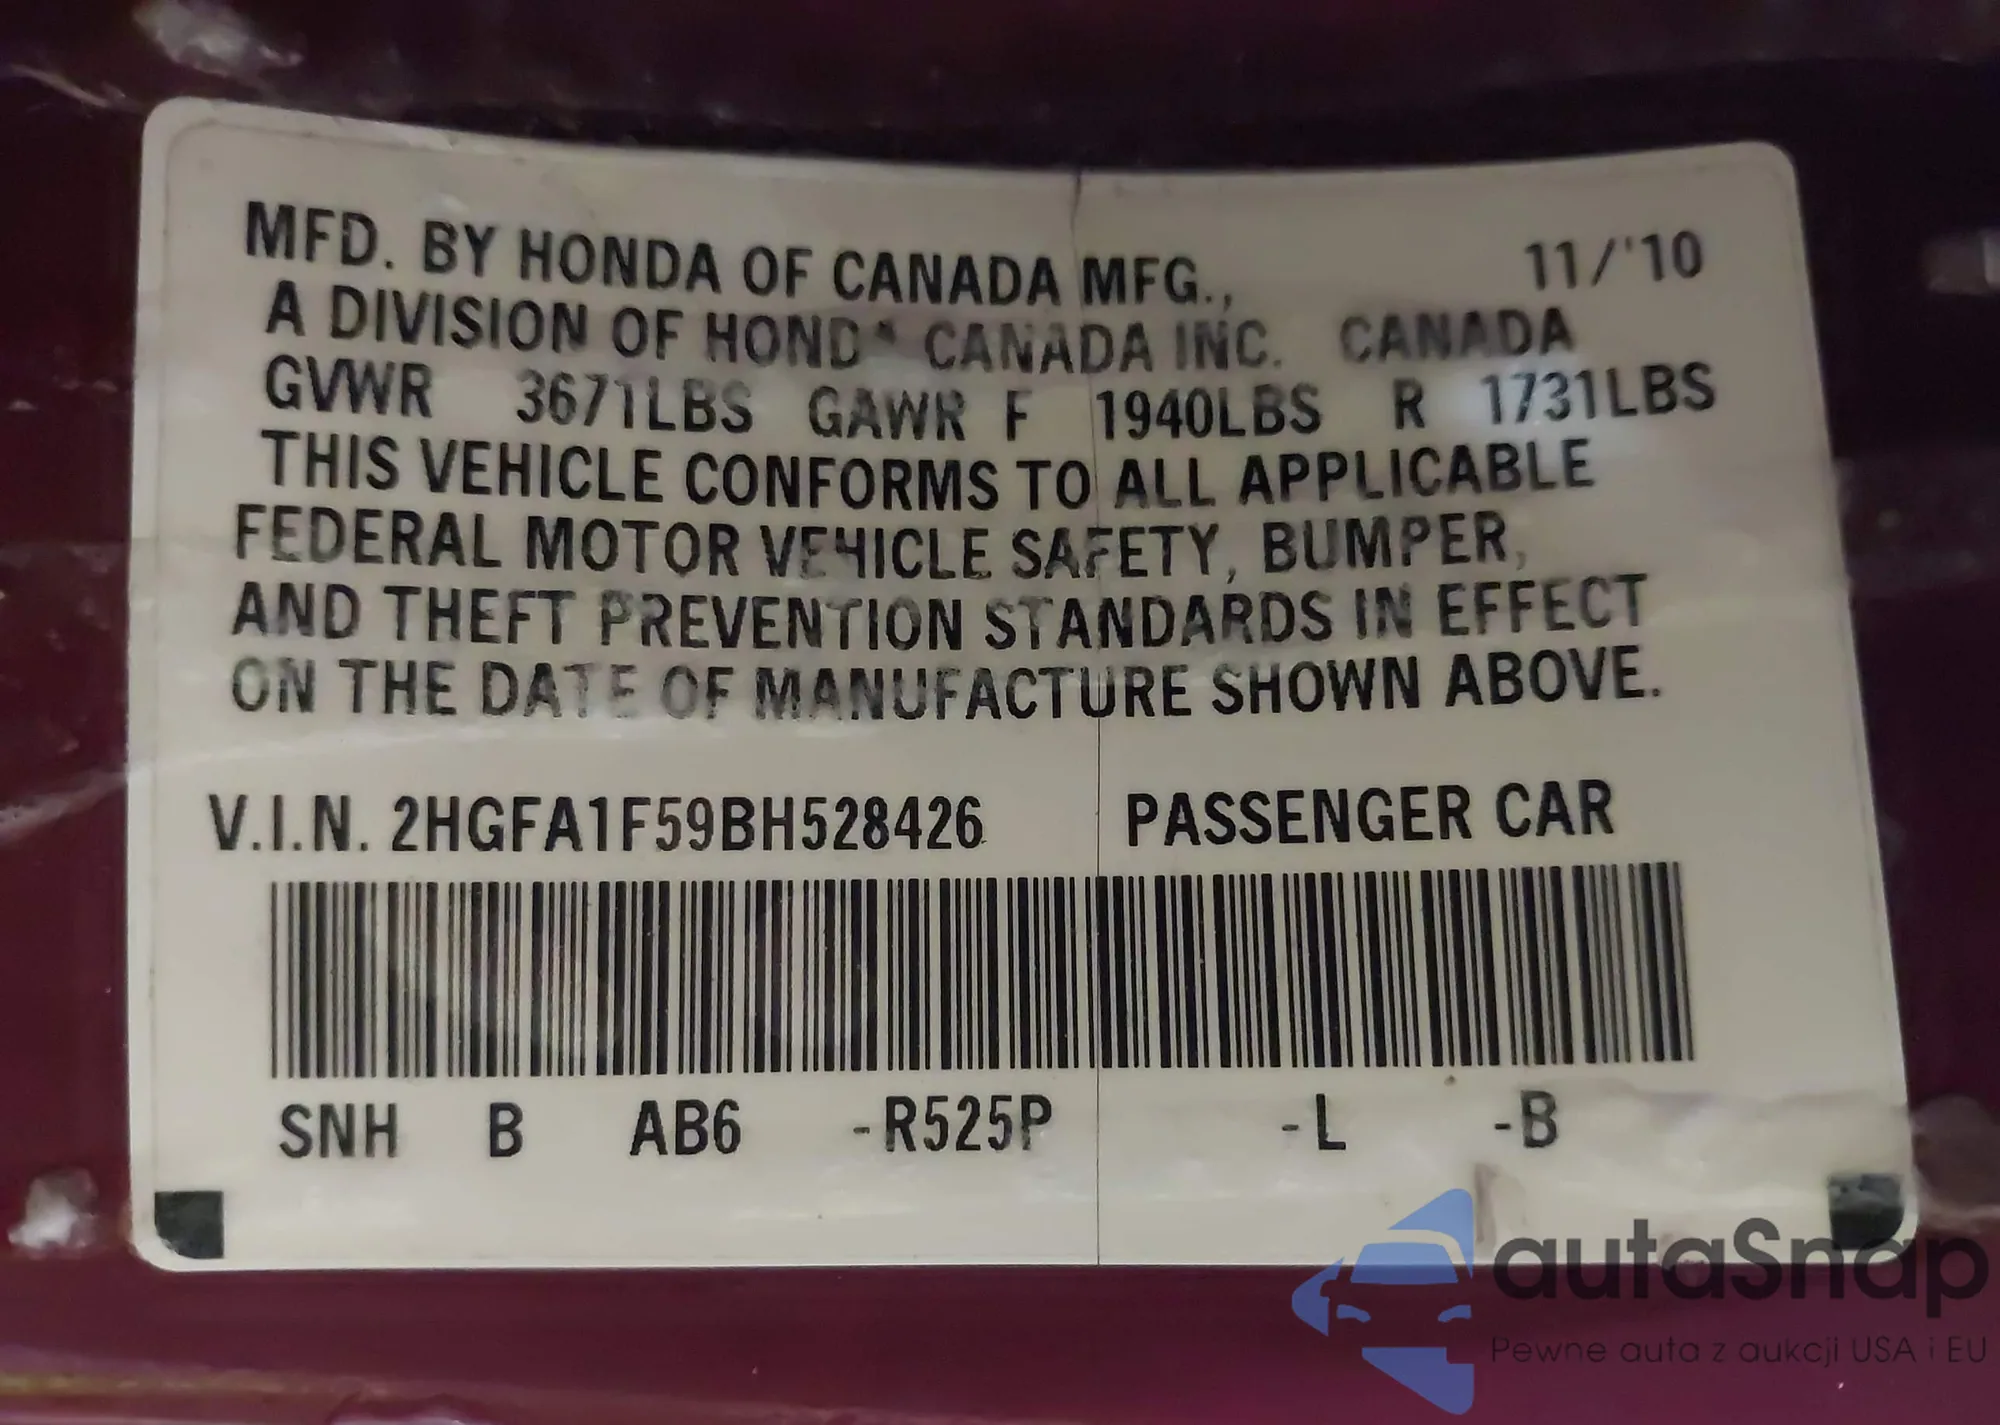 MFD. BY HONDA OF CANADA MFG., 11/'10
A DIVISION OF HONDA CANADA INC. CANADA
GVWR 3671LBS GAWR F 1940LBS R 1731LBS
THIS VEHICLE CONFORMS TO ALL APPLICABLE
FEDERAL MOTOR VEHICLE SAFETY, BUMPER,
AND THEFT PREVENTION STANDARDS IN EFFECT
ON THE DATE OF MANUFACTURE SHOWN ABOVE.
V.I.N. 2HGFA1F59BH528426 PASSENGER CAR
SNH B AB6 -R525P -L -B
autaSnap
Pewne auta z aukcji USA i EU